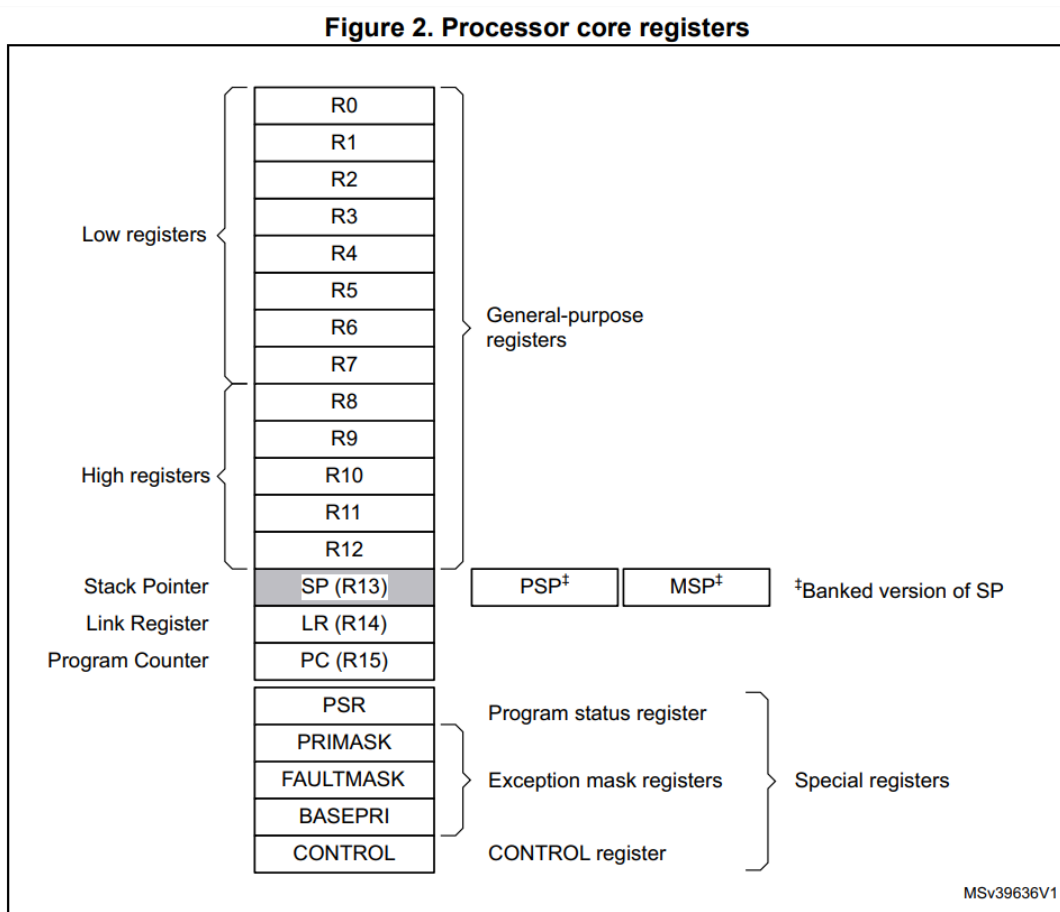 Figure 2. Processor core registers
R0
R1
R2
R3
Low registers
R4
R5
General-purpose
registers
R6
R7
R8
R9
High registers
R10
R11
R12
Stack Pointer SP (R13) PSP‡ MSP‡ ‡Banked version of SP
Link Register LR (R14)
Program Counter PC (R15)
PSR Program status register
PRIMASK
FAULTMASK Exception mask registers Special registers
BASEPRI
CONTROL CONTROL register
MSv39636V1